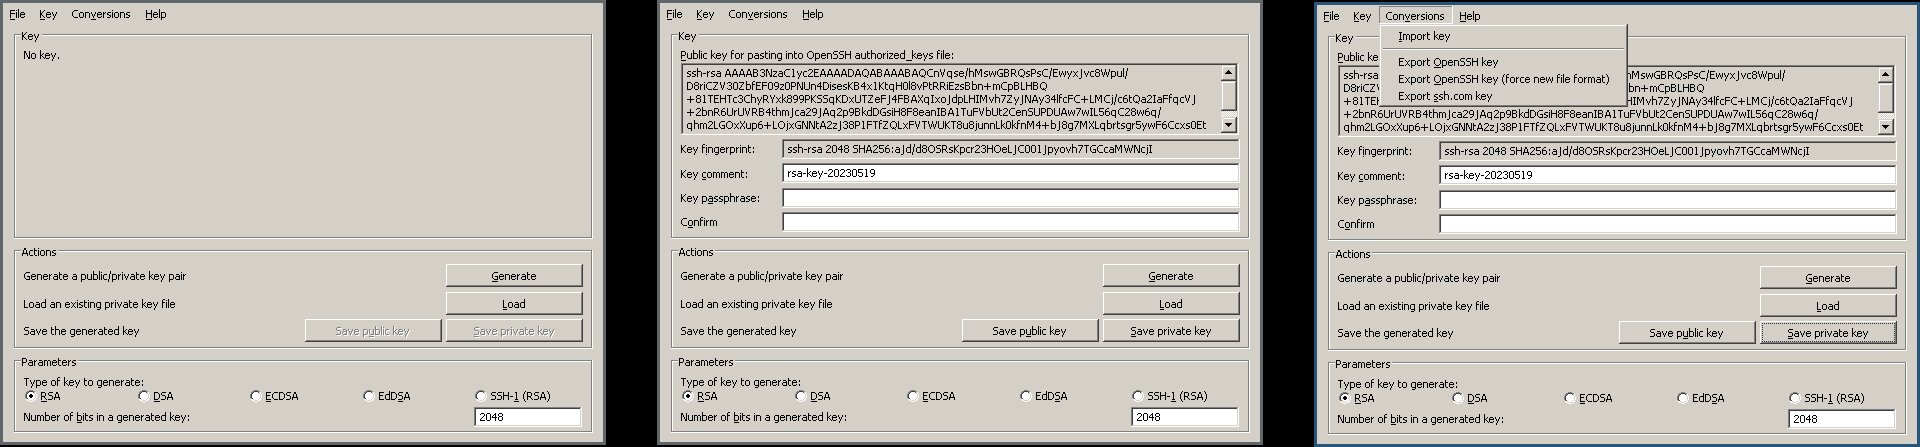 File Key Conversions Help
Key
No key.
Actions
Generate a public/private key pair
Generate
Load an existing private key file
Load
Save the generated key
Save public key
Save private key
Parameters
Type of key to generate:
RSA DSA ECDSA EdDSA SSH-1 (RSA)
Number of bits in a generated key:
2048
File Key Conversions Help
Key
Public key for pasting into OpenSSH authorized_keys file:
ssh-rsa AAAAB3NzaC1yc2EAAAADAQABAAABAQCnVqse/hMswGBRQsPsC/EwyxJvc8Wpul/
D8riCZV30ZbfEF09z0PNUn4DisesKB4x1KtqH0l8vPtRRiEzsBbn+mCpBLHBQ
+81TEHTc3ChyRYxk899PKS5qKDxUTZeFJ4FBAXqIxoJdpLHIMvh7ZyJNAy34lfcFC+LMCj/c6tQa2IaFfqcVJ
+2bnR6UrUVRB4thmJca29JAq2p9BkdDGsiH8F8eanIBA1TuFVbUt2CenSUPDUAw7wIL56qC28w6q/
qhm2LGOxXup6+LOjxGNNtA2zJ38P1FTfZQLxFVTWUKT8u8junnLk0kfnM4+bJ8g7MXLqbrtsgr5ywF6Ccxs0Et
Key fingerprint:
ssh-rsa 2048 SHA256:aJd/d8OSRsKpcr23HOeLJC001Jpyovh7TGCcaMWNcjI
Key comment:
rsa-key-20230519
Key passphrase:
Confirm
Actions
Generate a public/private key pair
Generate
Load an existing private key file
Load
Save the generated key
Save public key
Save private key
Parameters
Type of key to generate:
RSA DSA ECDSA EdDSA SSH-1 (RSA)
Number of bits in a generated key:
2048
File Key Conversions Help
Import key
Export OpenSSH key
Export OpenSSH key (force new file format)
Export ssh.com key
Key
Public ke
ssh-rsa hMswGBRQsPsC/EwyxJvc8Wpul/
D8riCZV mCpBLHBQ
+81TEH MCj/c6tQa2IaFfqcVJ
+2bnR6UrUVRB4thmJca29JAq2p9BkdDGsiH8F8eanIBA1TuFVbUt2CenSUPDUAw7wIL56qC28w6q/
qhm2LGOxXup6+LOjxGNNtA2zJ38P1FTfZQLxFVTWUKT8u8junnLk0kfnM4+bJ8g7MXLqbrtsgr5ywF6Ccxs0Et
Key fingerprint:
ssh-rsa 2048 SHA256:aJd/d8OSRsKpcr23HOeLJC001Jpyovh7TGCcaMWNcjI
Key comment:
rsa-key-20230519
Key passphrase:
Confirm
Actions
Generate a public/private key pair
Generate
Load an existing private key file
Load
Save the generated key
Save public key
Save private key
Parameters
Type of key to generate:
RSA DSA ECDSA EdDSA SSH-1 (RSA)
Number of bits in a generated key:
2048